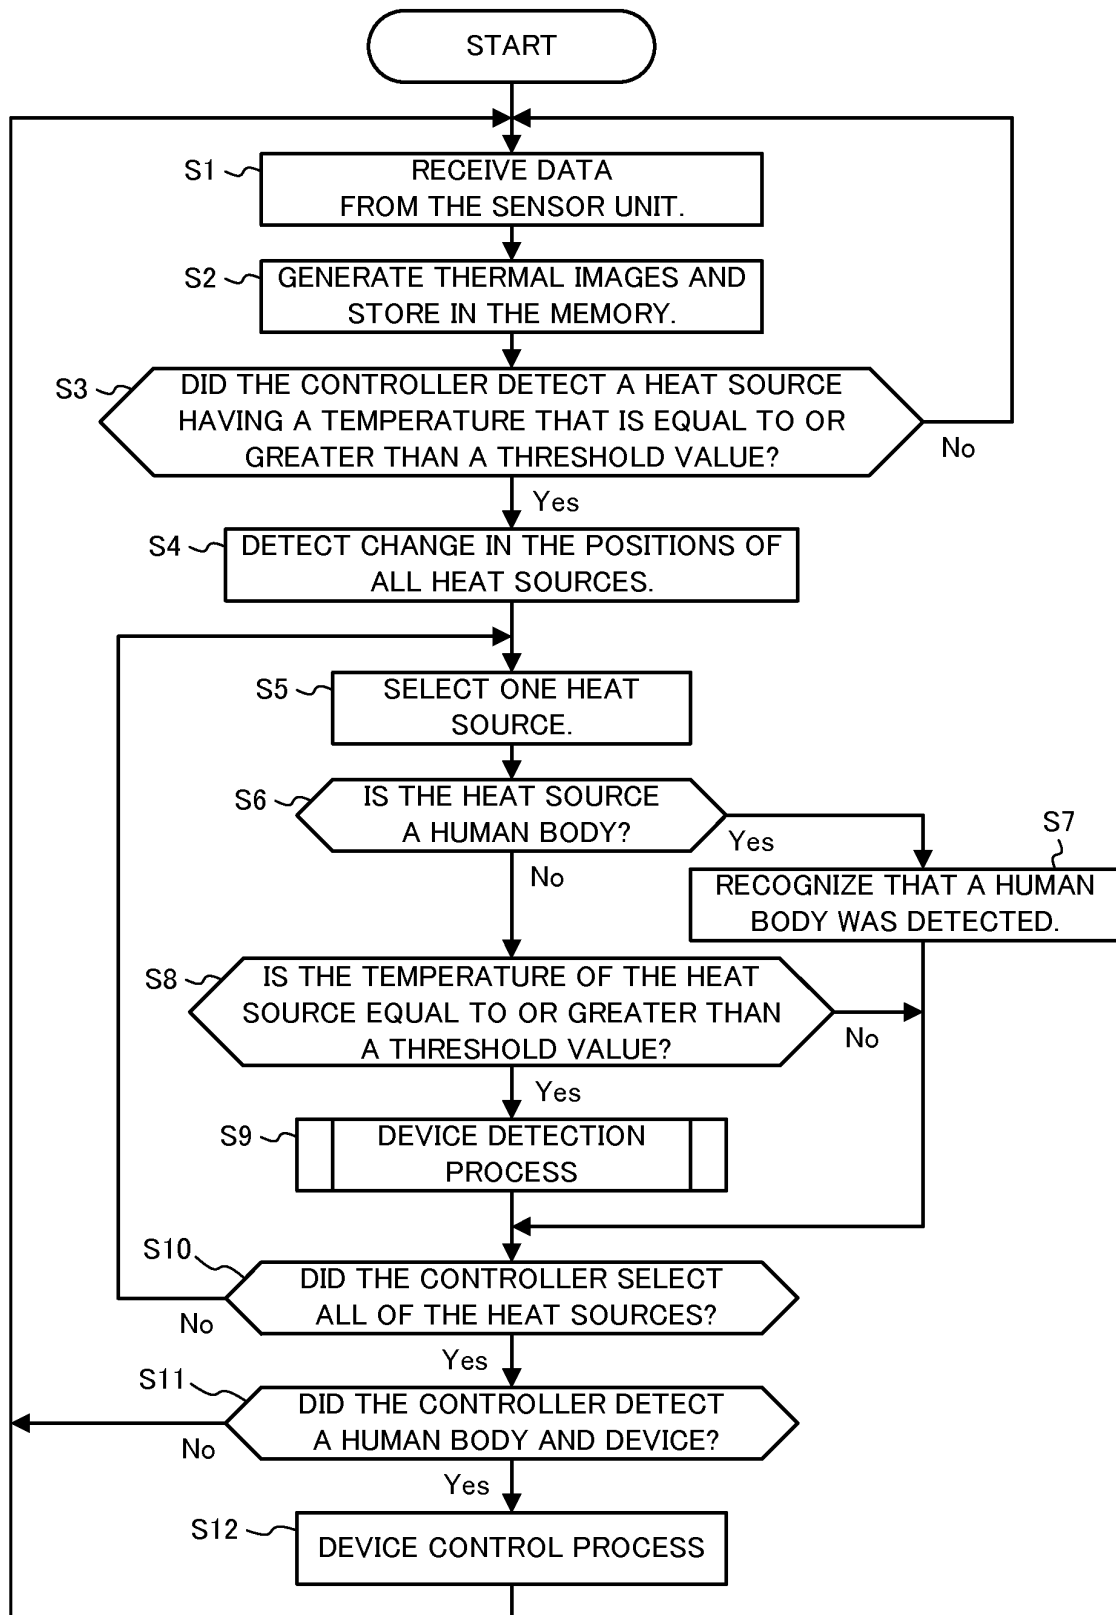 START
S1
RECEIVE DATA
FROM THE SENSOR UNIT.
S2
GENERATE THERMAL IMAGES AND
STORE IN THE MEMORY.
S3
DID THE CONTROLLER DETECT A HEAT SOURCE
HAVING A TEMPERATURE THAT IS EQUAL TO OR
GREATER THAN A THRESHOLD VALUE?
No
Yes
S4
DETECT CHANGE IN THE POSITIONS OF
ALL HEAT SOURCES.
S5
SELECT ONE HEAT
SOURCE.
S6
IS THE HEAT SOURCE
A HUMAN BODY?
Yes
No
S7
RECOGNIZE THAT A HUMAN
BODY WAS DETECTED.
S8
IS THE TEMPERATURE OF THE HEAT
SOURCE EQUAL TO OR GREATER THAN
A THRESHOLD VALUE?
No
Yes
S9
DEVICE DETECTION
PROCESS
S10
DID THE CONTROLLER SELECT
ALL OF THE HEAT SOURCES?
No
Yes
S11
DID THE CONTROLLER DETECT
A HUMAN BODY AND DEVICE?
No
Yes
S12
DEVICE CONTROL PROCESS